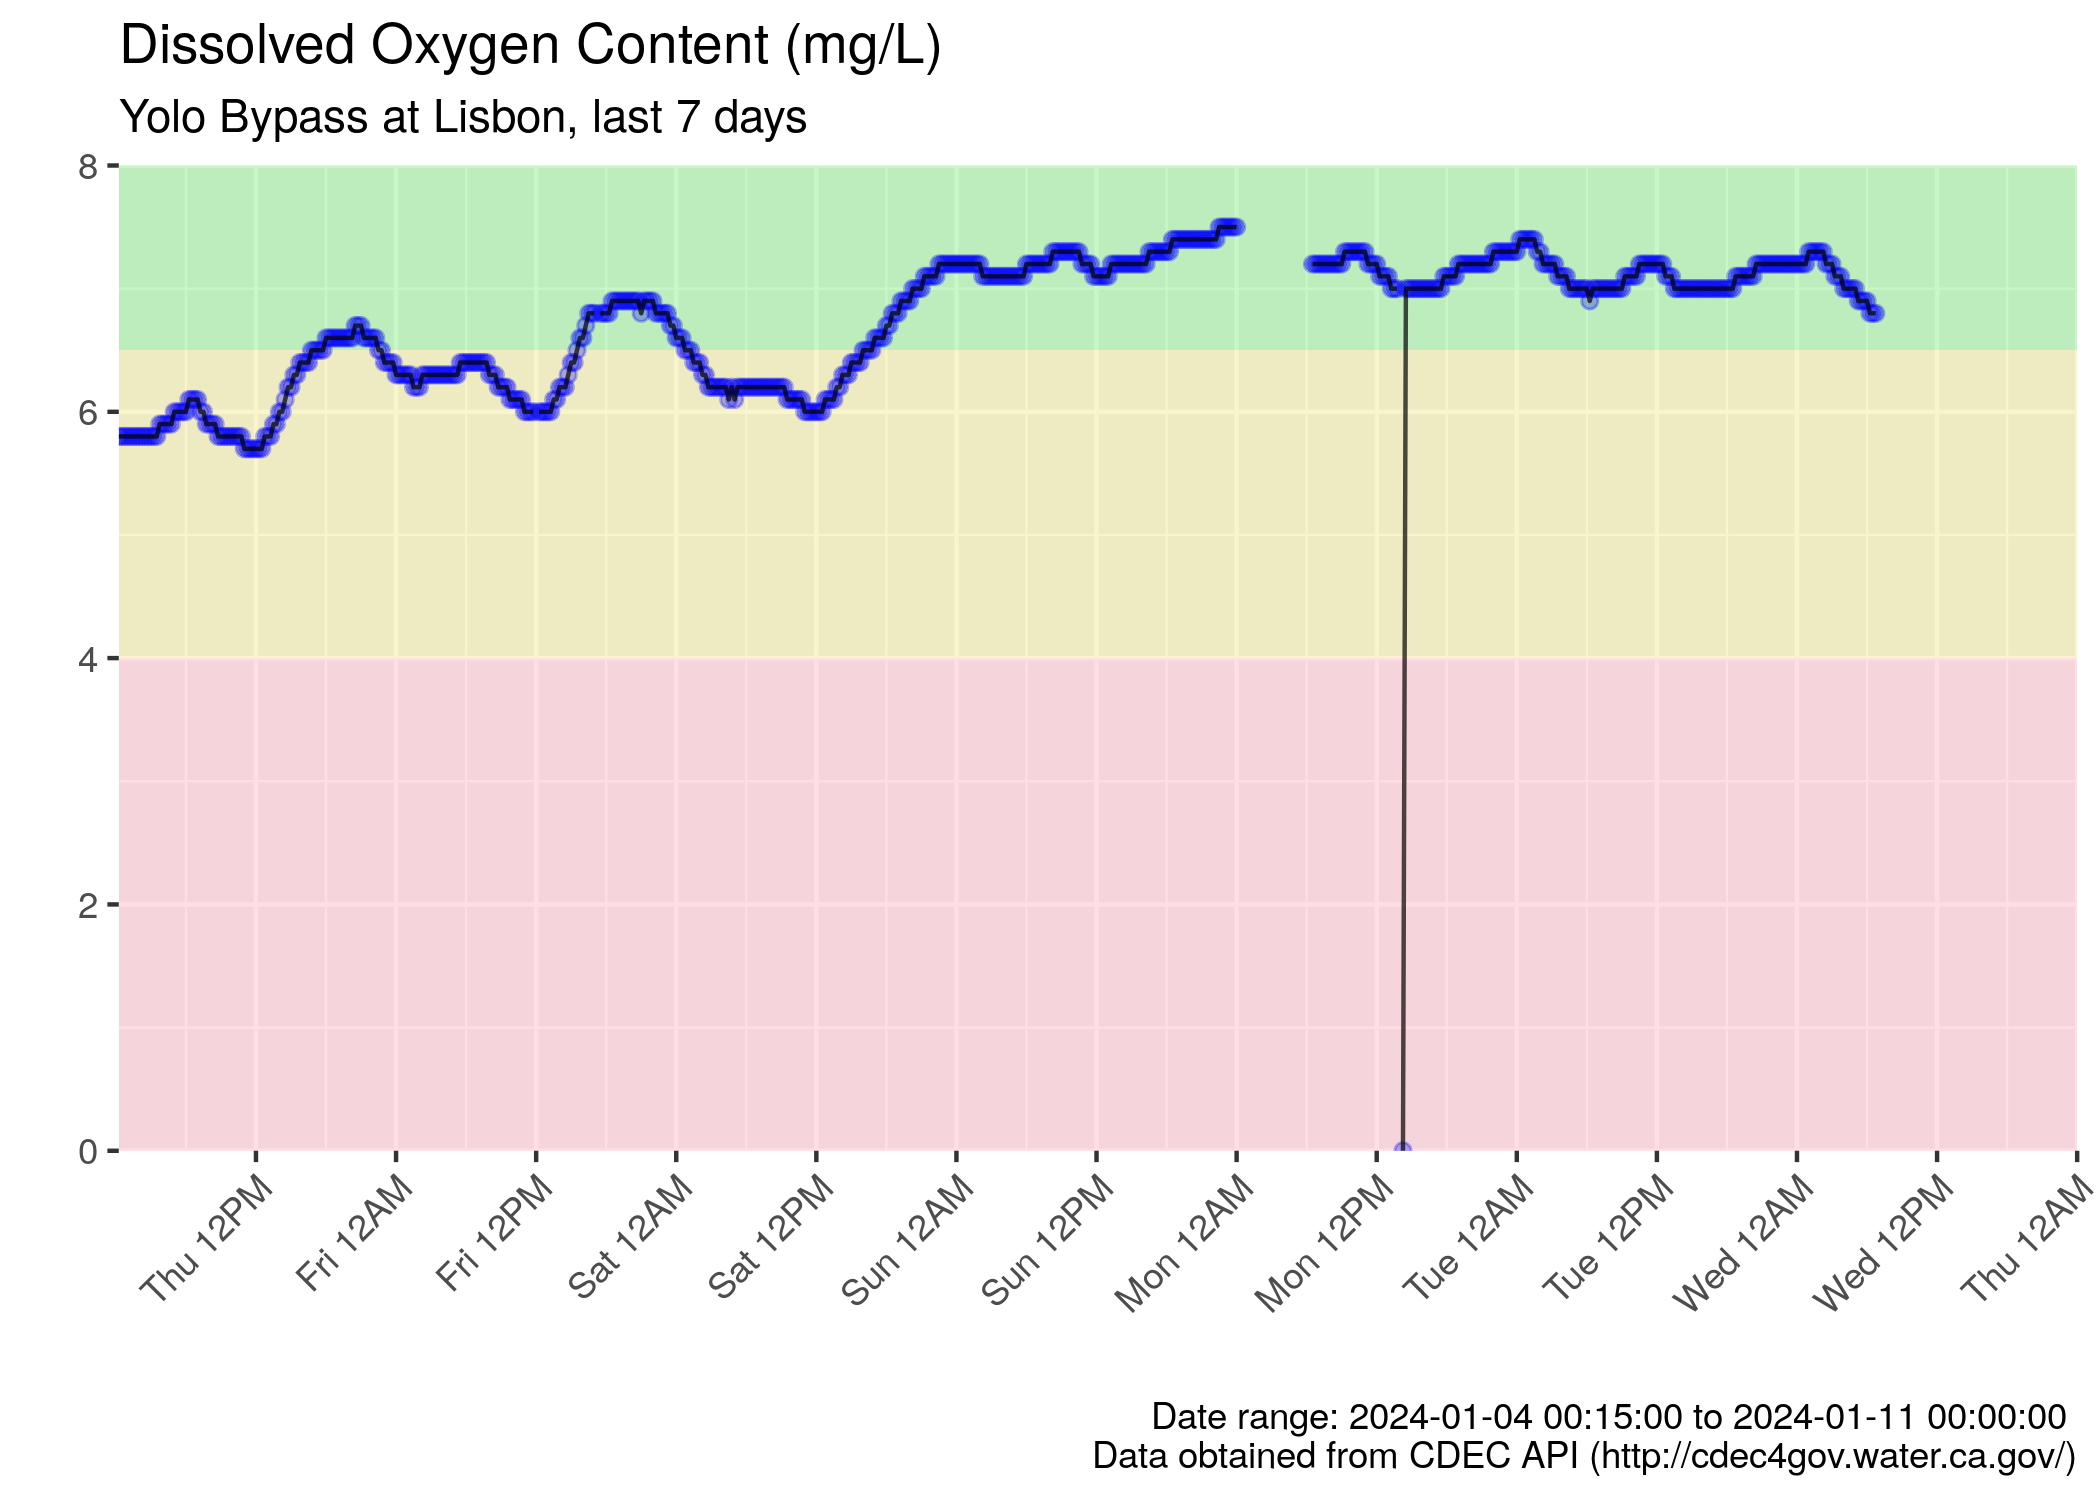 Dissolved Oxygen Content (mg/L)
Yolo Bypass at Lisbon, last 7 days
8
6
4
2
0
Thu 12PM
Fri 12AM
Fri 12PM
Sat 12AM
Sat 12PM
Sun 12AM
Sun 12PM
Mon 12AM
Mon 12PM
Tue 12AM
Tue 12PM
Wed 12AM
Wed 12PM
Thu 12AM
Date range: 2024-01-04 00:15:00 to 2024-01-11 00:00:00
Data obtained from CDEC API (http://cdec4gov.water.ca.gov/)